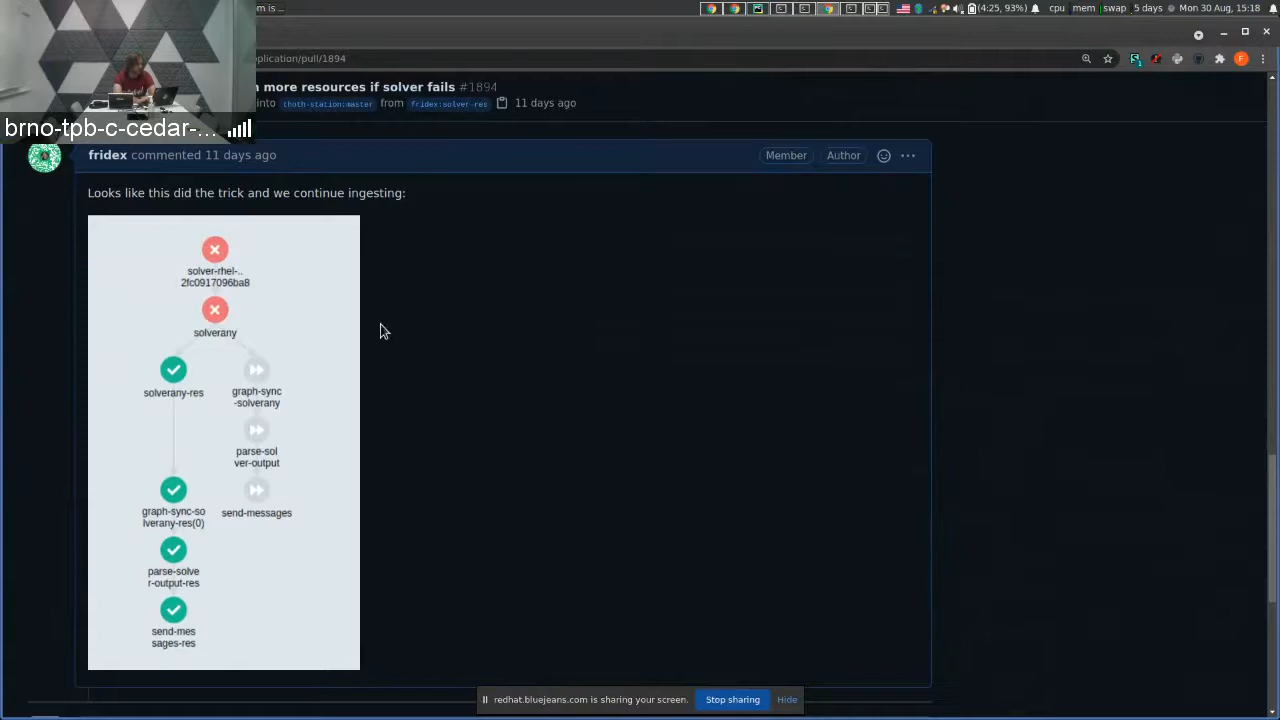 om is ...
(4:25, 93%)
cpu
mem
swap
5 days
Mon 30 Aug, 15:18
plication/pull/1894
F
n more resources if solver fails #1894
into thoth-station:master from fridex:solver-res 11 days ago
brno-tpb-c-cedar-...
fridex commented 11 days ago
Member
Author
Looks like this did the trick and we continue ingesting:
solver-rhel-..
2fc0917096ba8
solverany
solverany-res
graph-sync
-solverany
parse-sol
ver-output
send-messages
graph-sync-so
lverany-res(0)
parse-solve
r-output-res
send-mes
sages-res
redhat.bluejeans.com is sharing your screen.
Stop sharing
Hide